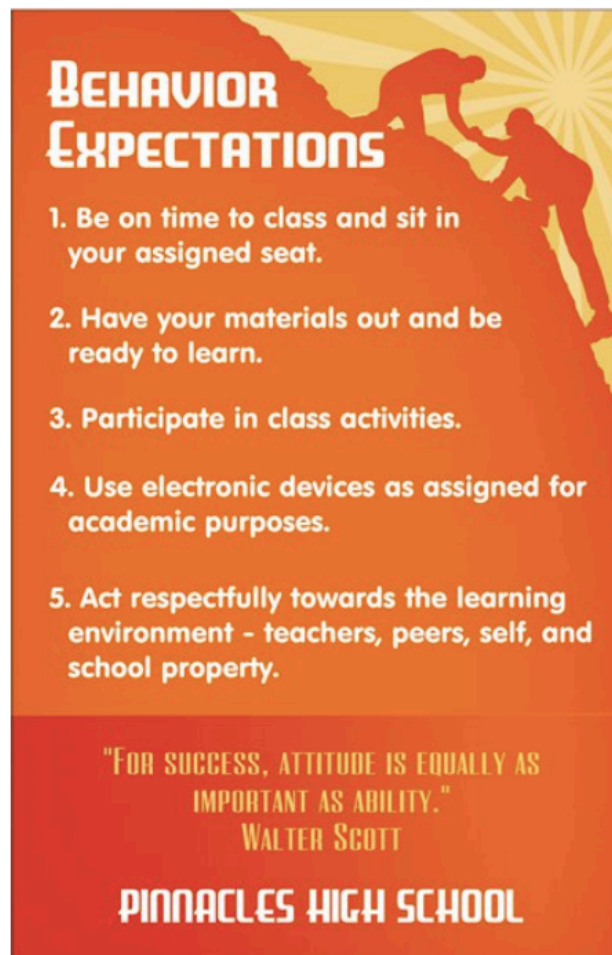 BEHAVIOR
EXPECTATIONS
1. Be on time to class and sit in
your assigned seat.
2. Have your materials out and be
ready to learn.
3. Participate in class activities.
4. Use electronic devices as assigned for
academic purposes.
5. Act respectfully towards the learning
environment - teachers, peers, self, and
school property.
"FOR SUCCESS, ATTITUDE IS EQUALLY AS
IMPORTANT AS ABILITY."
WALTER SCOTT
PINNACLES HIGH SCHOOL